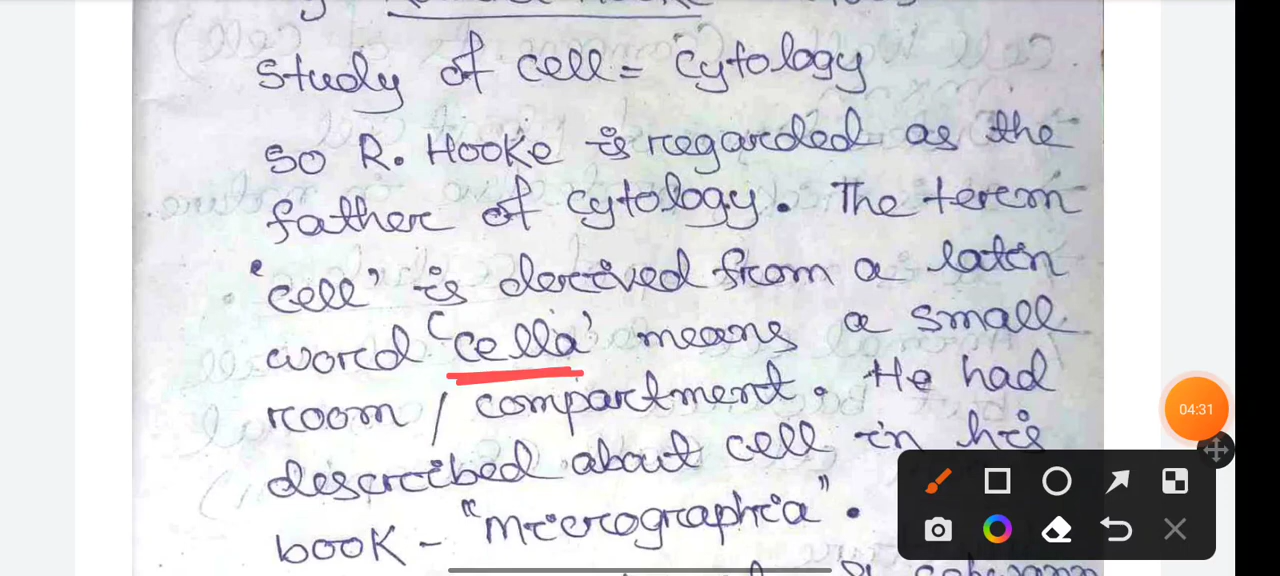 study of cell = cytology
so R. Hooke is regarded as the
father of cytology. The term
'cell' is derived from a latin
word 'cella' means a small
room / compartment. He had
described about cell in his
book - "micrographia".
04:31